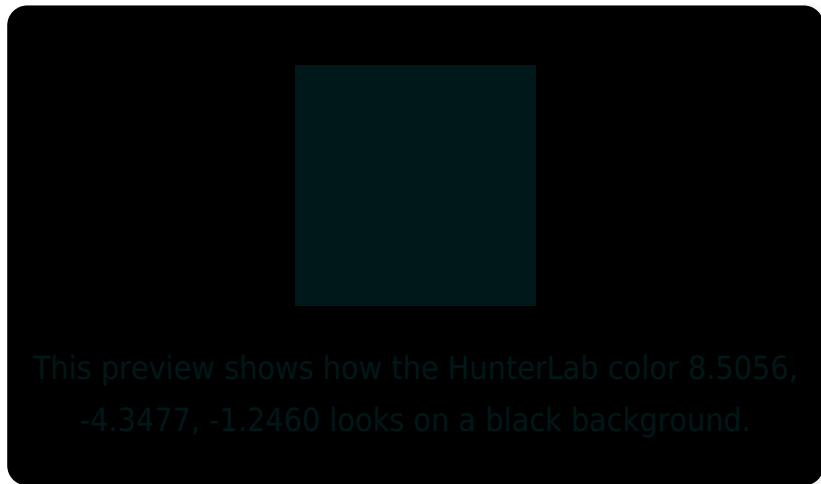 This preview shows how the HunterLab color 8.5056,
-4.3477, -1.2460 looks on a black background.